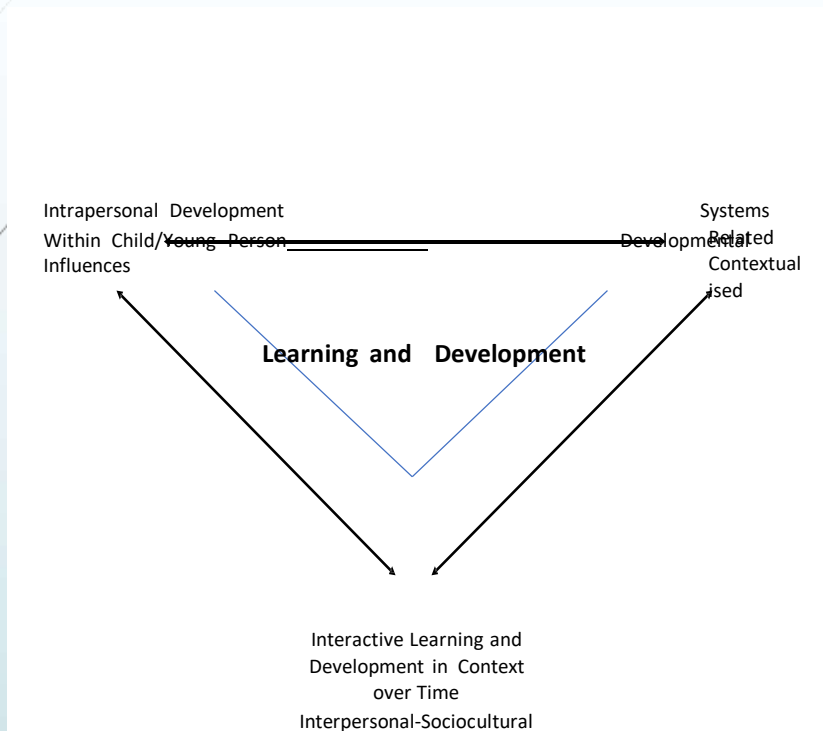 Intrapersonal Development
Within Child/Young Person
Influences
Systems
Developmental Related
Contextual
ised
Learning and Development
Interactive Learning and
Development in Context
over Time
Interpersonal-Sociocultural